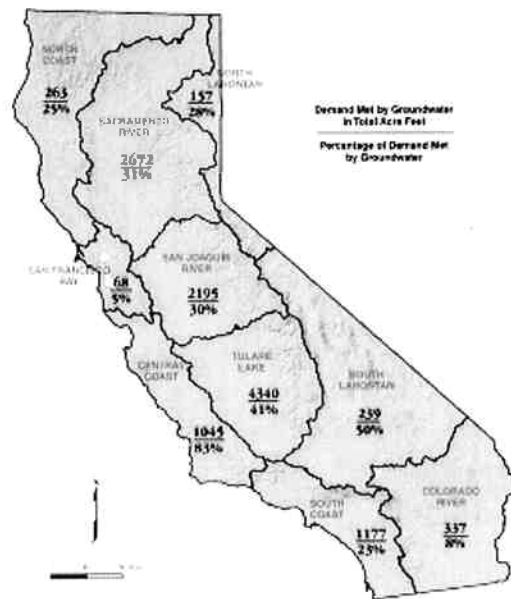 NORTH
COAST
263
25%
NORTH
LAHONTAN
157
28%
Demand Met by Groundwater
in Total Acre Feet
Percentage of Demand Met
by Groundwater
SACRAMENTO
RIVER
2672
31%
SAN FRANCISCO
BAY
68
5%
SAN JOAQUIN
RIVER
2195
30%
CENTRAL
COAST
1045
83%
TULARE
LAKE
4340
41%
SOUTH
LAHONTAN
239
50%
SOUTH
COAST
1177
23%
COLORADO
RIVER
337
8%